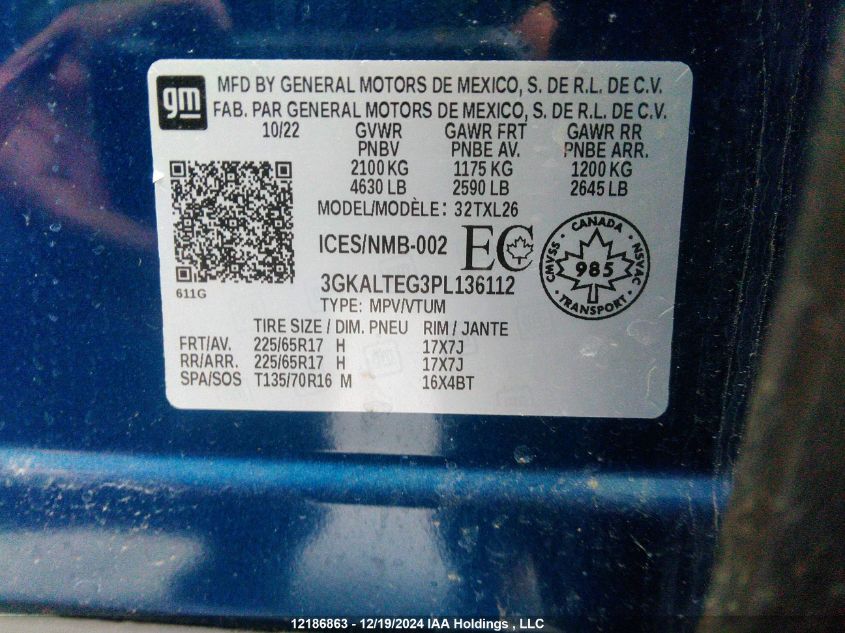 gm
MFD BY GENERAL MOTORS DE MEXICO, S. DE R.L. DE C.V.
FAB. PAR GENERAL MOTORS DE MEXICO, S. DE R.L. DE C.V.
10/22 GVWR GAWR FRT GAWR RR
PNBV PNBE AV. PNBE ARR.
2100 KG 1175 KG 1200 KG
4630 LB 2590 LB 2645 LB
MODEL/MODÈLE: 32TXL26
ICES/NMB-002 EC
CANADA
CMVSS 985 NSVAC
TRANSPORT
3GKALTEG3PL136112
611G
TYPE: MPV/VTUM
TIRE SIZE / DIM. PNEU RIM / JANTE
FRT/AV. 225/65R17 H 17X7J
RR/ARR. 225/65R17 H 17X7J
SPA/SOS T135/70R16 M 16X4BT
12186863 - 12/19/2024 IAA Holdings , LLC